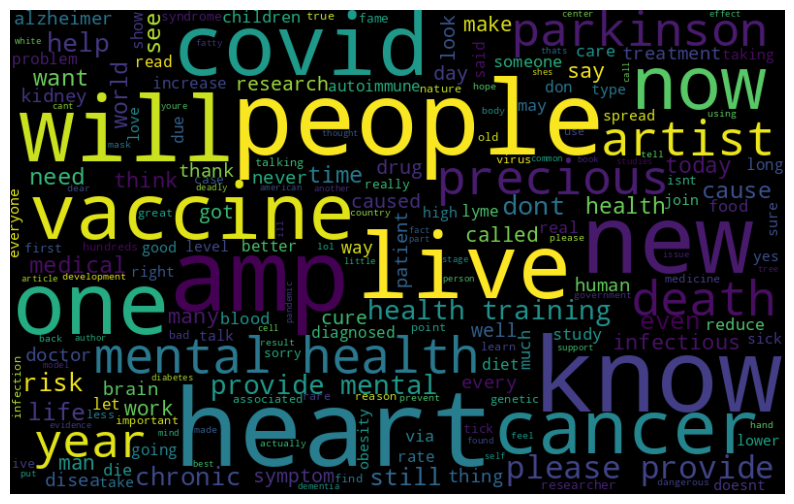 alzheimer syndrome children true fame
covid
parkinson
center effect
white fatty
help see show make
look said someone care treatment taking
problem read say thats shes call
want world increase research autoimmune day
now
kidney love nature hope don type using
will people
due body may spread
cant youre mask thought old use artist
need thank talking virus common book studies tell
think case never time drug precious today long
dear deadly really american another isnt
everyone vaccine caused high lyme dont cause
great got country fact health join food sure
hundreds lol part real
first good level better way patient called new yes
article development right little please issue medicine tree
medical amp live
stage person human government
one many blood health training death
back author cell cure well even reduce
bad talk diagnosed point study
doctor result sorry much infectious sick
mental health know
model diabetes learn support
infection risk brain associated rare reason diet every
provide mental prevent genetic
less let important obesity cancer
life work evidence mind made tick hand
heart
year man going actually via found feel lower
die rate self
ive disea take chronic symptom find still thing please provide doesnt
put best dementia researcher dangerous